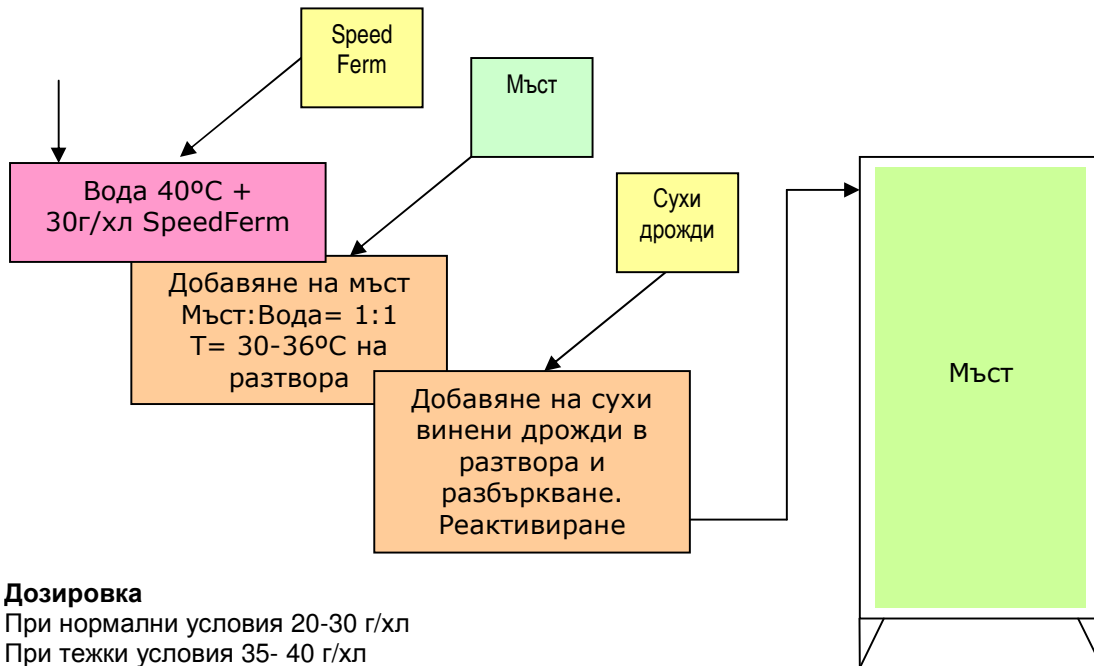 Speed
Ferm
Мъст
Вода 40ºC +
30г/хл SpeedFerm
Сухи
дрожди
Добавяне на мъст
Мъст:Вода= 1:1
Т= 30-36ºC на
разтвора
Добавяне на сухи
винени дрожди в
разтвора и
разбъркване.
Реактивиране
Мъст
Дозировка
При нормални условия 20-30 г/хл
При тежки условия 35- 40 г/хл